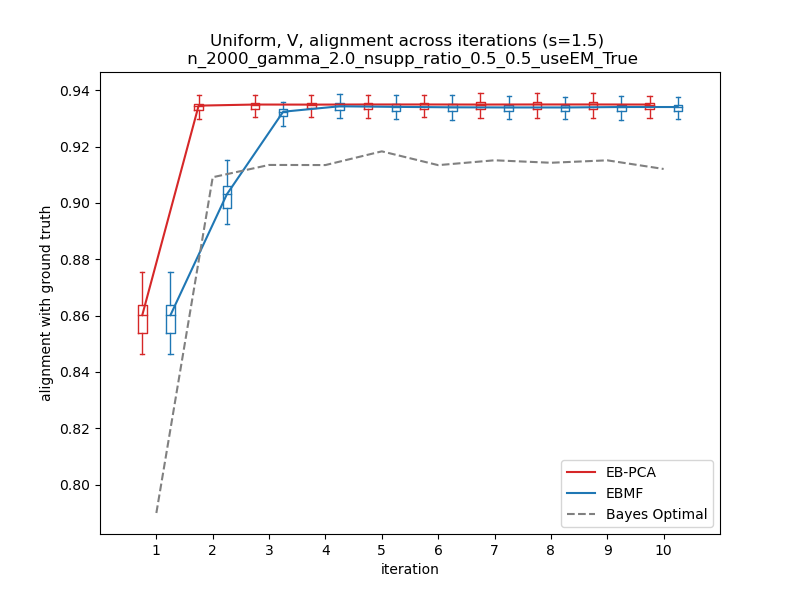 Uniform, V, alignment across iterations (s=1.5)
n_2000_gamma_2.0_nsupp_ratio_0.5_0.5_useEM_True
0.94
0.92
0.90
0.88
0.86
0.84
0.82
0.80
alignment with ground truth
EB-PCA
EBMF
Bayes Optimal
1 2 3 4 5 6 7 8 9 10
iteration